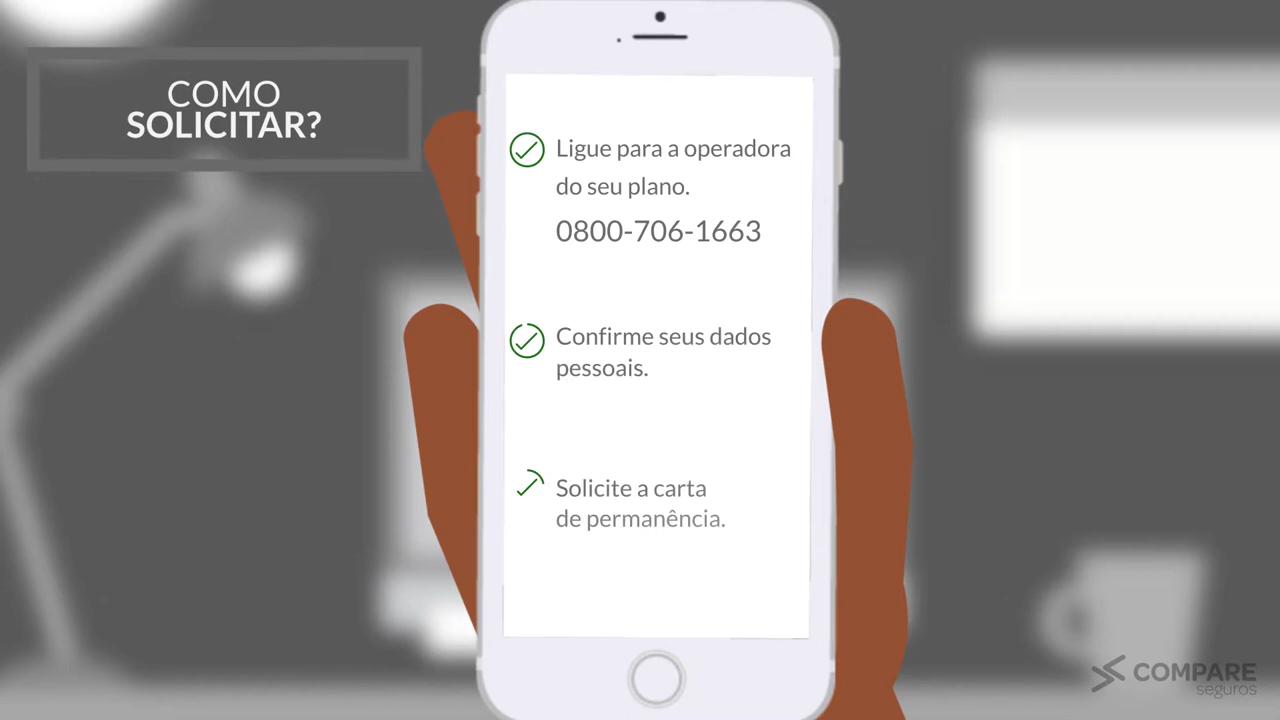 COMO
SOLICITAR?
Ligue para a operadora
do seu plano.
0800-706-1663
Confirme seus dados
pessoais.
Solicite a carta
de permanência.
COMPARE
seguros